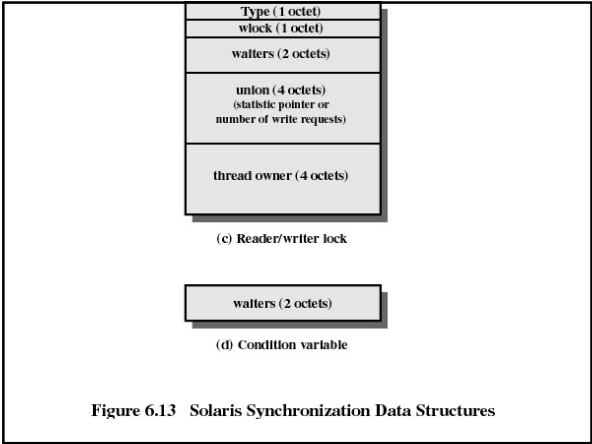 Type (1 octet)
wlock (1 octet)
waiters (2 octets)
union (4 octets)
(statistic pointer or
number of write requests)
thread owner (4 octets)
(c) Reader/writer lock
waiters (2 octets)
(d) Condition variable
Figure 6.13 Solaris Synchronization Data Structures